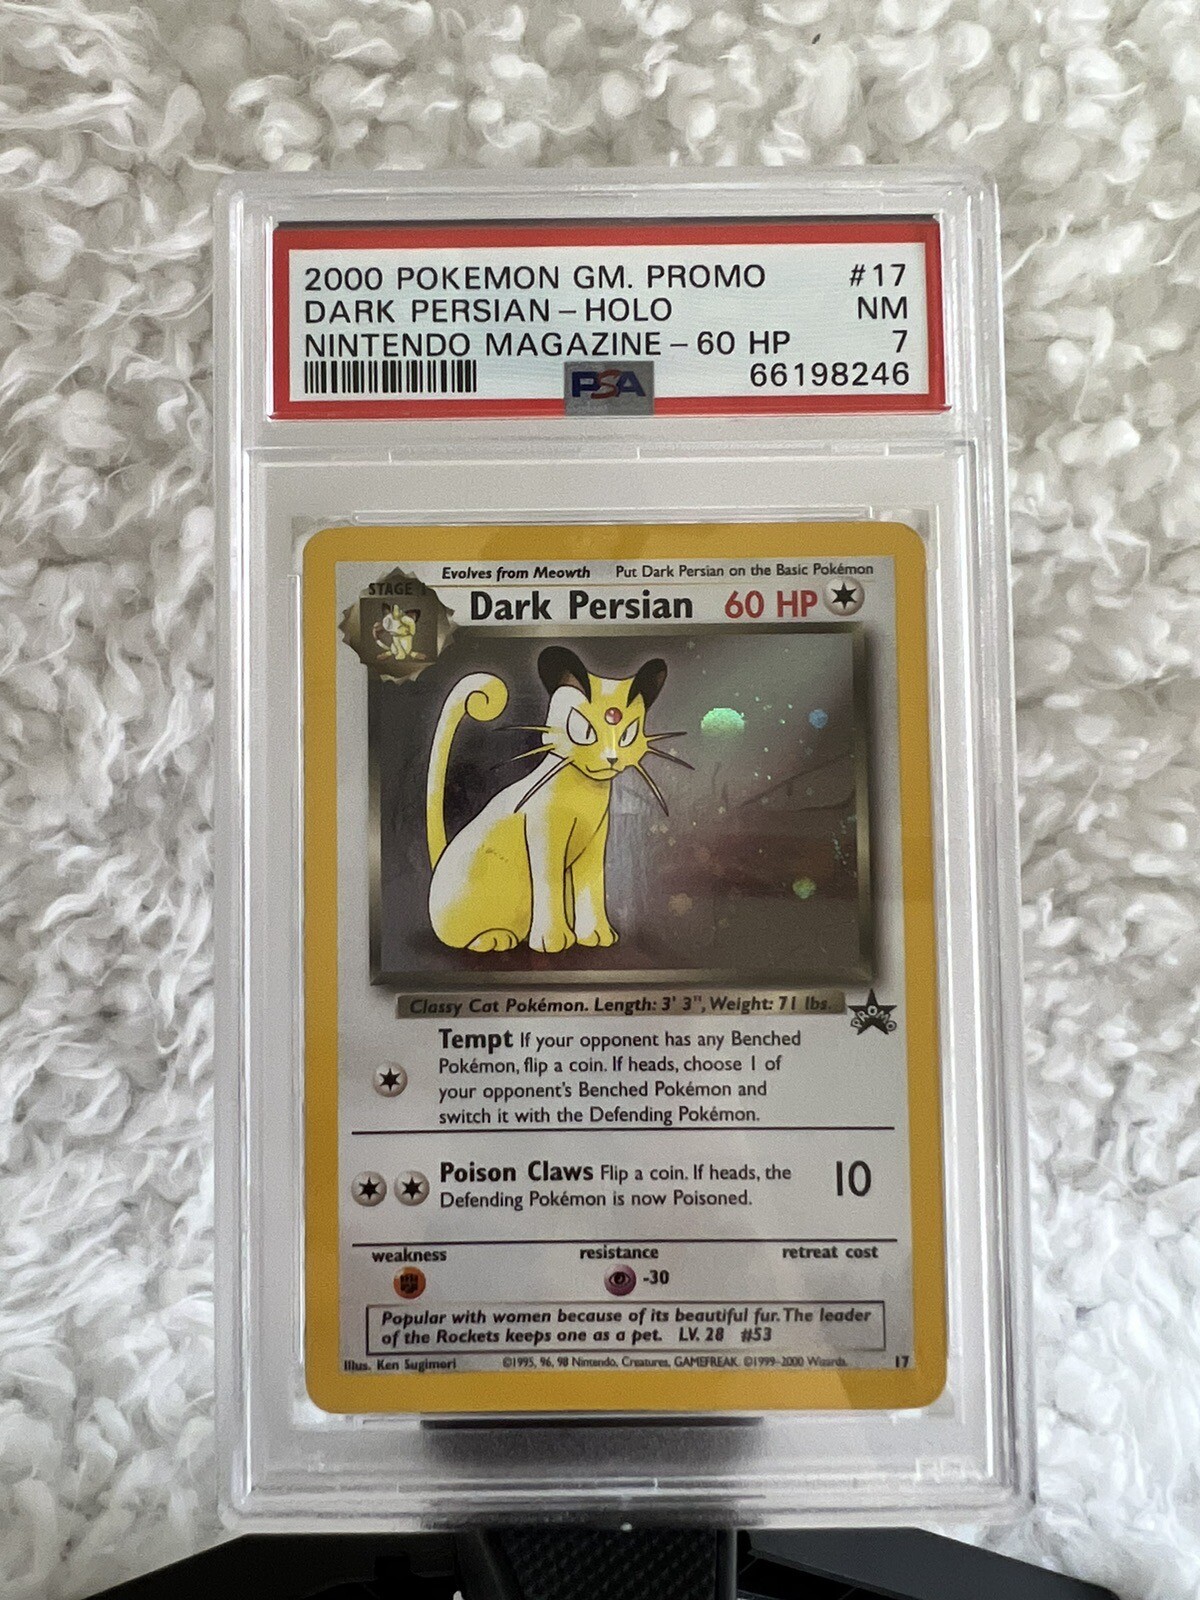 2000 POKEMON GM. PROMO #17
DARK PERSIAN-HOLO NM
NINTENDO MAGAZINE-60 HP 7
PSA 66198246
Evolves from Meowth Put Dark Persian on the Basic Pokémon
STAGE 1
Dark Persian 60 HP
Classy Cat Pokémon. Length: 3' 3", Weight: 71 lbs.
PROMO
Tempt If your opponent has any Benched
Pokémon, flip a coin. If heads, choose 1 of
your opponent's Benched Pokémon and
switch it with the Defending Pokémon.
Poison Claws Flip a coin. If heads, the 10
Defending Pokémon is now Poisoned.
weakness resistance retreat cost
-30
Popular with women because of its beautiful fur. The leader
of the Rockets keeps one as a pet. LV. 28 #53
Illus. Ken Sugimori ©1995, 96, 98 Nintendo, Creatures, GAMEFREAK. ©1999-2000 Wizards. 17